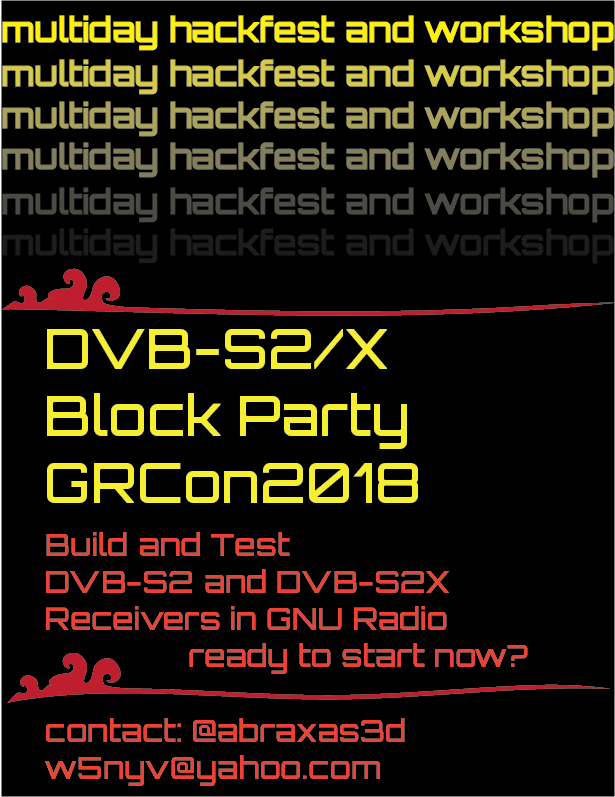 multiday hackfest and workshop
multiday hackfest and workshop
multiday hackfest and workshop
multiday hackfest and workshop
multiday hackfest and workshop
multiday hackfest and workshop
DVB-S2/X
Block Party
GRCon2018
Build and Test
DVB-S2 and DVB-S2X
Receivers in GNU Radio
ready to start now?
contact: @abraxas3d
w5nyv@yahoo.com